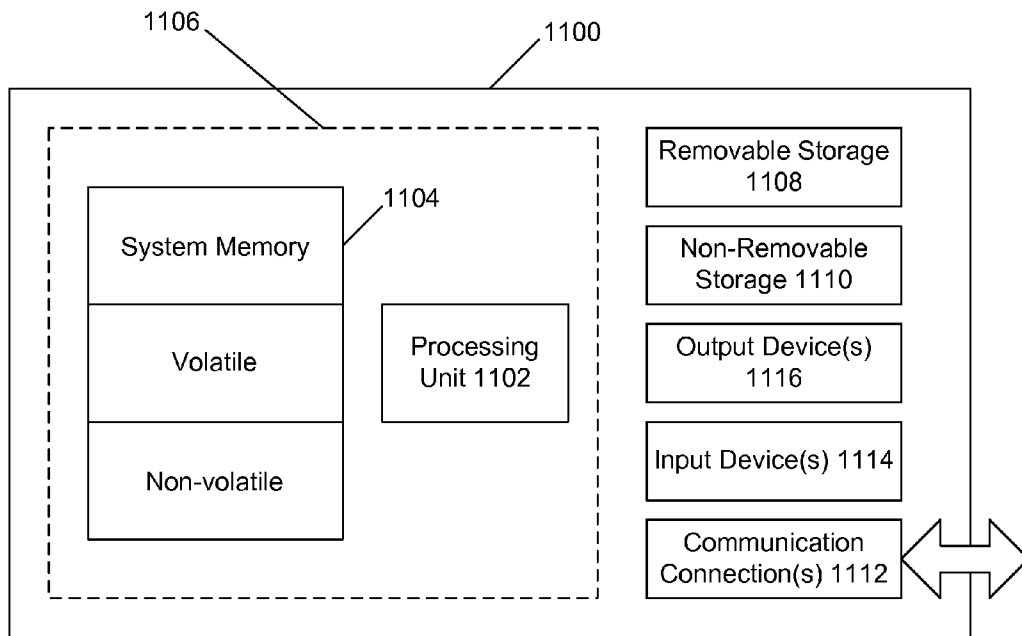 1106
1100
1104
System Memory
Volatile
Non-volatile
Processing
Unit 1102
Removable Storage
1108
Non-Removable
Storage 1110
Output Device(s)
1116
Input Device(s) 1114
Communication
Connection(s) 1112